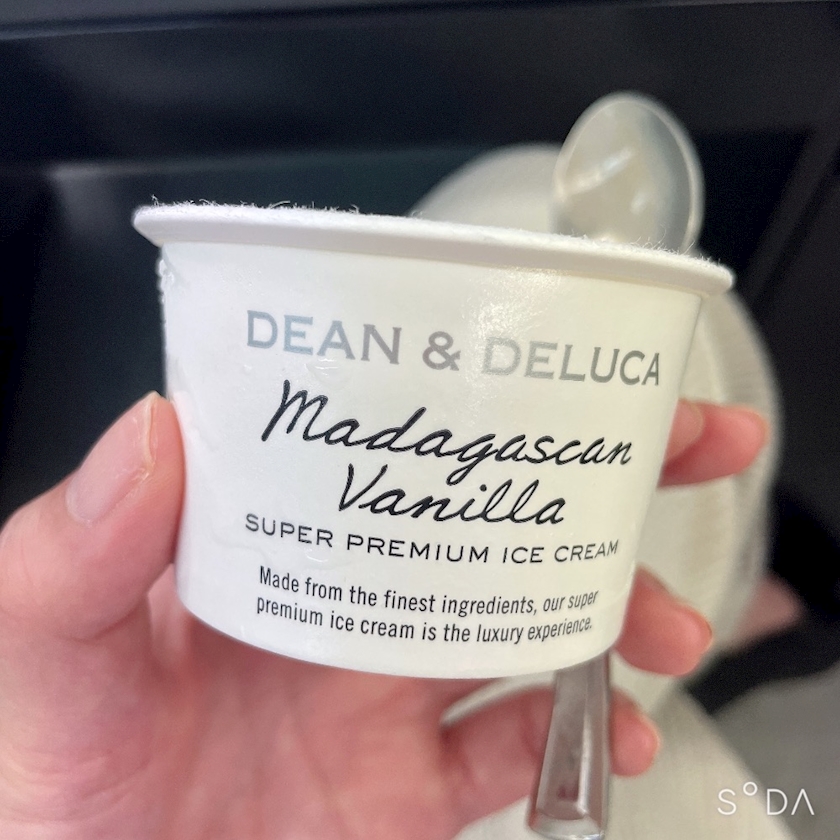 DEAN & DELUCA
Madagascan
Vanilla
SUPER PREMIUM ICE CREAM
Made from the finest ingredients, our super
premium ice cream is the luxury experience.
S°DA